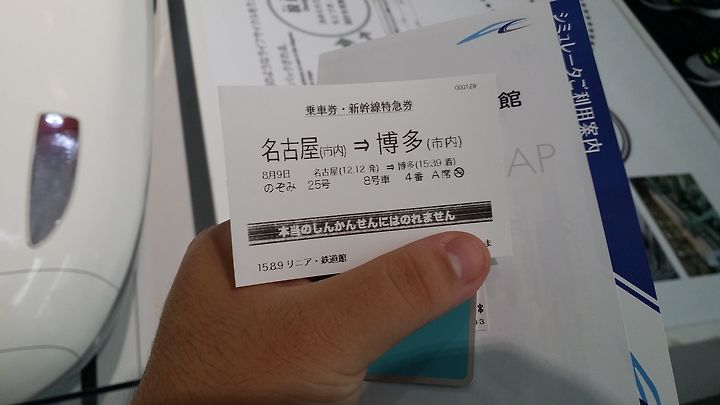 000129
乗車券・新幹線特急券
名古屋(市内) ⇒ 博多(市内)
8月9日 名古屋(12:12 発) ⇒ 博多(15:39 着)
のぞみ 25号 8号車 4番 A席
本当のしんかんせんにはのれません
15.8.9 リニア・鉄道館
シミュレータご利用案内
館
AP